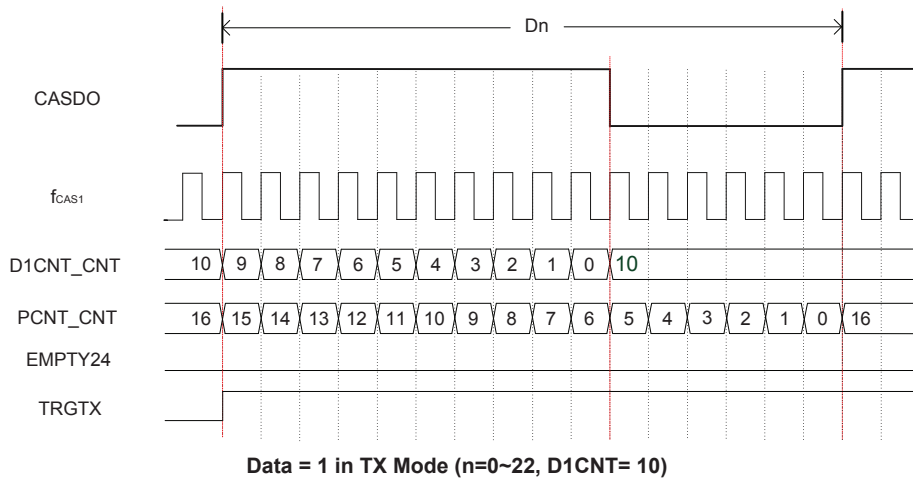 Dn
CASDO
fCAS1
D1CNT_CNT 10 9 8 7 6 5 4 3 2 1 0 10
PCNT_CNT 16 15 14 13 12 11 10 9 8 7 6 5 4 3 2 1 0 16
EMPTY24
TRGTX
Data = 1 in TX Mode (n=0~22, D1CNT= 10)